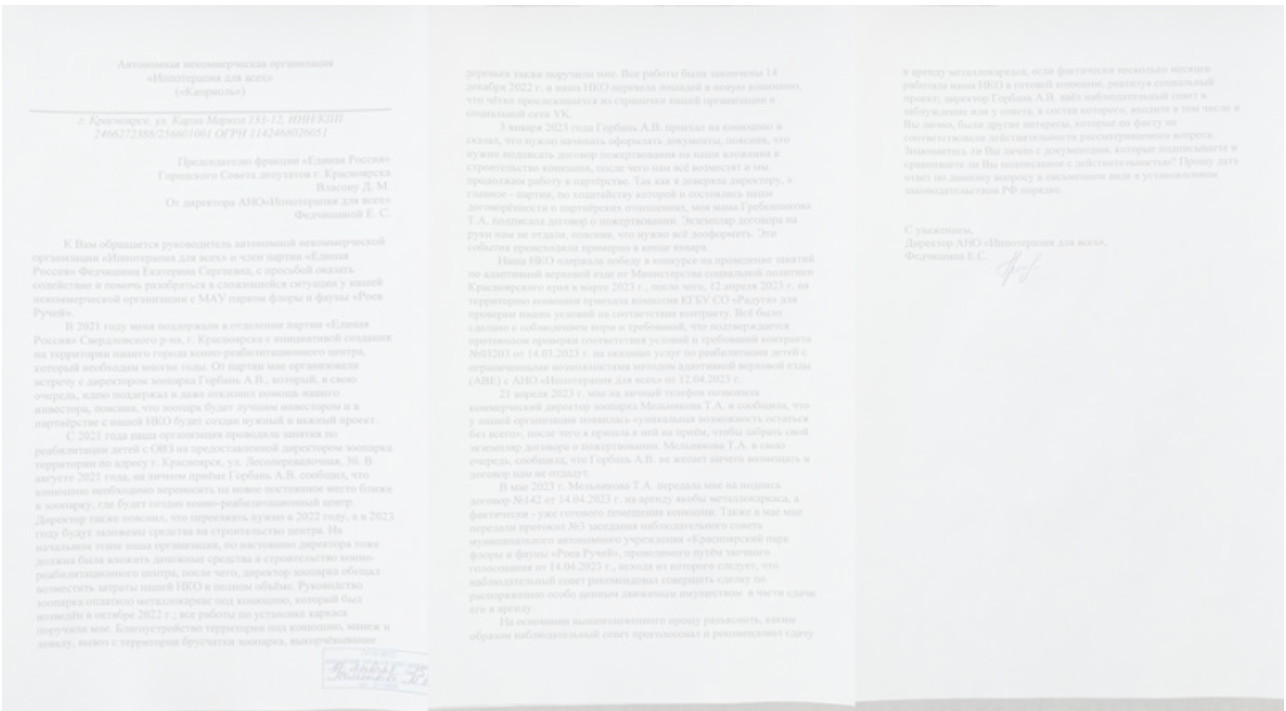 Автономная некоммерческая организация
«Иппотерапия для всех»
(«Каприоль»)
г. Красноярск, ул. Карла Маркса 133-12, ИНН/КПП
2466272388/246601001 ОГРН 1142468026051
Председателю фракции «Единая Россия»
Городского Совета депутатов г. Красноярска
Власову Д. М.
От директора АНО«Иппотерапия для всех»
Федчишиной Е. С.
К Вам обращается руководитель автономной некоммерческой
организации «Иппотерапия для всех» и член партии «Единая
Россия» Федчишина Екатерина Сергеевна, с просьбой оказать
содействие и помочь разобраться в сложившейся ситуации у нашей
некоммерческой организации с МАУ парком флоры и фауны «Роев
Ручей».
В 2021 году меня поддержали в отделении партии «Единая
Россия» Свердловского р-на, г. Красноярска с инициативой создания
на территории нашего города конно-реабилитационного центра,
который необходим многие годы. От партии мне организовали
встречу с директором зоопарка Горбань А.В., который, в свою
очередь, идею поддержал и даже отклонил помощь нашего
инвестора, пояснив, что зоопарк будет лучшим инвестором и в
партнёрстве с нашей НКО будет создан нужный и важный проект.
С 2021 года наша организация проводила занятия по
реабилитации детей с ОВЗ на предоставленной директором зоопарка
территории по адресу г. Красноярск, ул. Лесоперевалочная, 30. В
августе 2021 года, на личном приёме Горбань А.В. сообщил, что
конюшню необходимо переносить на новое постоянное место ближе
к зоопарку, где будет создан конно-реабилитационный центр.
Директор также пояснил, что переезжать нужно в 2022 году, а в 2023
году будут заложены средства на строительство центра. На
начальном этапе наша организация, по настоянию директора тоже
должна была вложить денежные средства в строительство конно-
реабилитационного центра, после чего, директор зоопарка обещал
возместить затраты нашей НКО в полном объёме. Руководство
зоопарка оплатило металлокаркас под конюшню, который был
возведён в октябре 2022 г.; все работы по установке каркаса
поручили мне. Благоустройство территории под конюшню, манеж и
леваду, вывоз с территории брусчатки зоопарка, выкорчёвывание
деревьев также поручили мне. Все работы были закончены 14
декабря 2022 г. и наша НКО перевела лошадей в новую конюшню,
что чётко прослеживается из странички нашей организации в
социальной сети VK.
3 января 2023 года Горбань А.В. приехал на конюшню и
сказал, что нужно начинать оформлять документы, пояснив, что
нужно подписать договор пожертвования на наши вложения в
строительство конюшни, после чего нам всё возместят и мы
продолжим работу в партёрстве. Так как я доверяла директору, а
главное - партии, по ходатайству которой и состоялись наши
договорённости о партнёрских отношениях, моя мама Гребенникова
Т.А. подписала договор о пожертвовании. Экземпляр договора на
руки нам не отдали, пояснив, что нужно всё дооформить. Эти
события происходили примерно в конце января.
Наша НКО одержала победу в конкурсе на проведение занятий
по адаптивной верховой езде от Министерства социальной политики
Красноярского края в марте 2023 г., после чего, 12 апреля 2023 г. на
территорию конюшни приехала комиссия КГБУ СО «Радуга» для
проверки наших условий на соответствие контракту. Всё было
сделано с соблюдением норм и требований, что подтверждается
протоколом проверки соответствия условий и требований контракта
№03203 от 14.03.2023 г. на оказание услуг по реабилитации детей с
ограниченными возможностями методом адаптивной верховой езды
(АВЕ) с АНО «Иппотерапия для всех» от 12.04.2023 г.
21 апреля 2023 г. мне на личный телефон позвонила
коммерческий директор зоопарка Мельникова Т.А. и сообщила, что
у нашей организации появилась «уникальная возможность остаться
без всего», после чего я пришла к ней на приём, чтобы забрать свой
экземпляр договора о пожертвовании. Мельникова Т.А. в свою
очередь, сообщила, что Горбань А.В. не желает ничего возмещать и
договор нам не отдадут.
В мае 2023 г. Мельникова Т.А. передала мне на подпись
договор №142 от 14.04.2023 г. на аренду якобы металлокаркаса, а
фактически - уже готового помещения конюшни. Также в мае мне
передали протокол №3 заседания наблюдательного совета
муниципального автономного учреждения «Красноярский парк
флоры и фауны «Роев Ручей», проводимого путём заочного
голосования от 14.04.2023 г., исходя из которого следует, что
наблюдательный совет рекомендовал совершить сделку по
распоряжению особо ценным движимым имуществом в части сдачи
его в аренду.
На основании вышеизложенного прошу разъяснить, каким
образом наблюдательный совет проголосовал и рекомендовал сдачу
в аренду металлокаркаса, если фактически несколько месяцев
работала наша НКО в готовой конюшне, реализуя социальный
проект, директор Горбань А.В. ввёл наблюдательный совет в
заблуждение или у совета, в состав которого, входите в том числе и
Вы лично, были другие интересы, которые по факту не
соответствовали действительности рассматриваемого вопроса.
Знакомитесь ли Вы лично с документами, которые подписываете и
сравниваете ли Вы подписанное с действительностью? Прошу дать
ответ по данному вопросу в письменном виде в установленном
законодательством РФ порядке.
С уважением,
Директор АНО «Иппотерапия для всех»,
Федчишина Е.С.